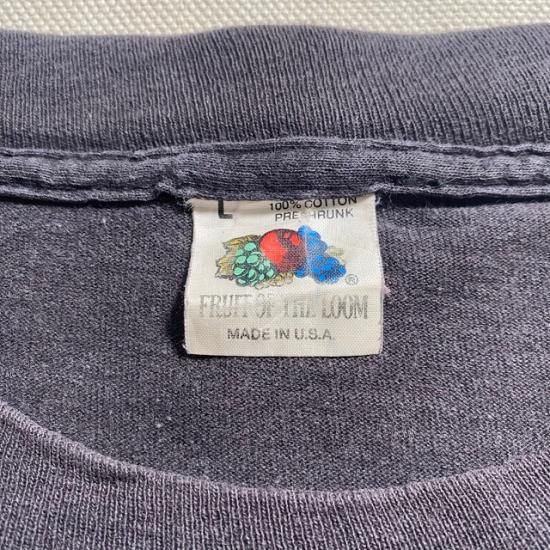 L 100% COTTON
PRESHRUNK
®
FRUIT OF THE LOOM
MADE IN U.S.A.